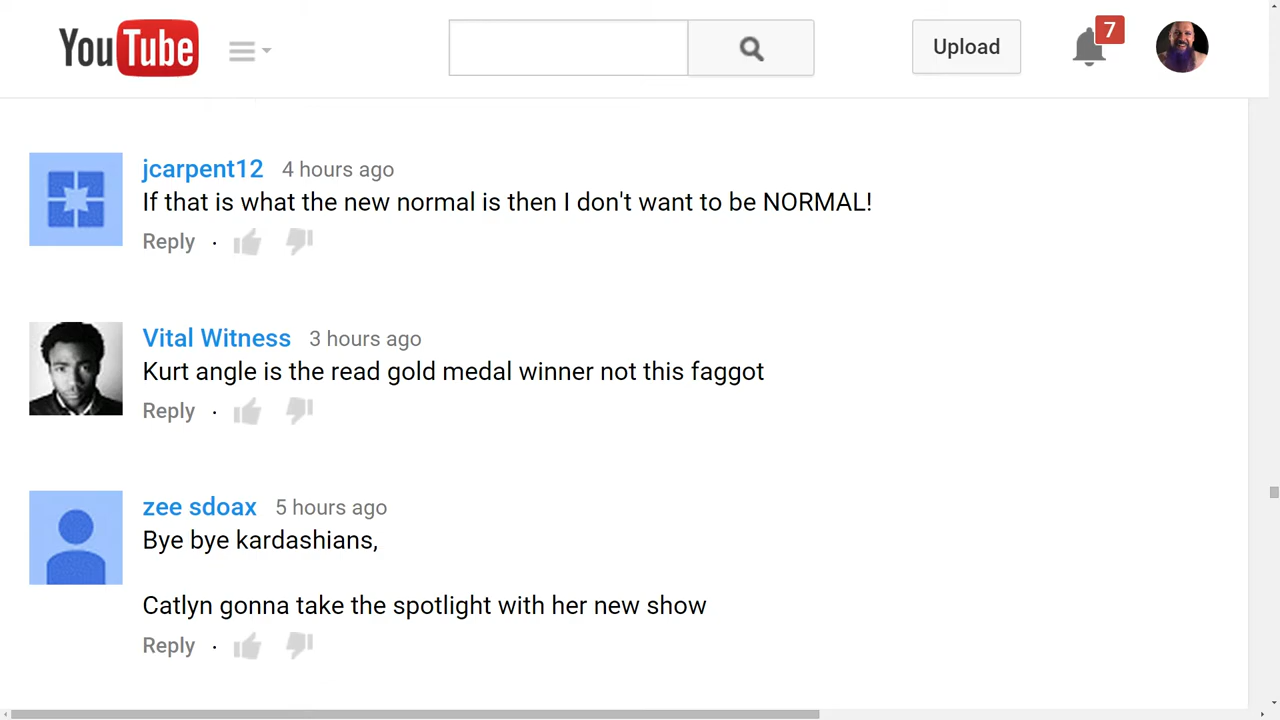 YouTube
Upload
7
jcarpent12 4 hours ago
If that is what the new normal is then I don't want to be NORMAL!
Reply ·
Vital Witness 3 hours ago
Kurt angle is the read gold medal winner not this faggot
Reply ·
zee sdoax 5 hours ago
Bye bye kardashians,
Catlyn gonna take the spotlight with her new show
Reply ·